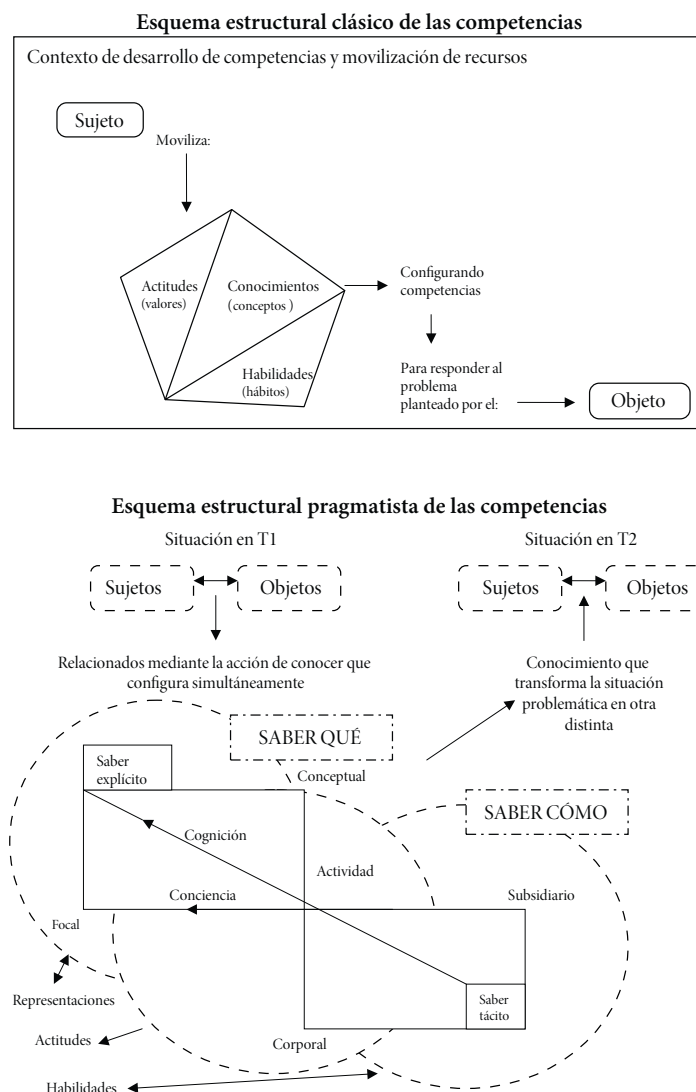 Esquema estructural clásico de las competencias
Contexto de desarrollo de competencias y movilización de recursos
Sujeto
Moviliza:
Actitudes
(valores)
Conocimientos
(conceptos )
Habilidades
(hábitos)
Configurando
competencias
Para responder al
problema
planteado por el:
Objeto
Esquema estructural pragmatista de las competencias
Situación en T1
Situación en T2
Sujetos
Objetos
Sujetos
Objetos
Relacionados mediante la acción de conocer que
configura simultáneamente
Conocimiento que
transforma la situación
problemática en otra
distinta
SABER QUÉ
Saber
explícito
Conceptual
SABER CÓMO
Cognición
Actividad
Conciencia
Subsidiario
Focal
Representaciones
Saber
tácito
Actitudes
Corporal
Habilidades